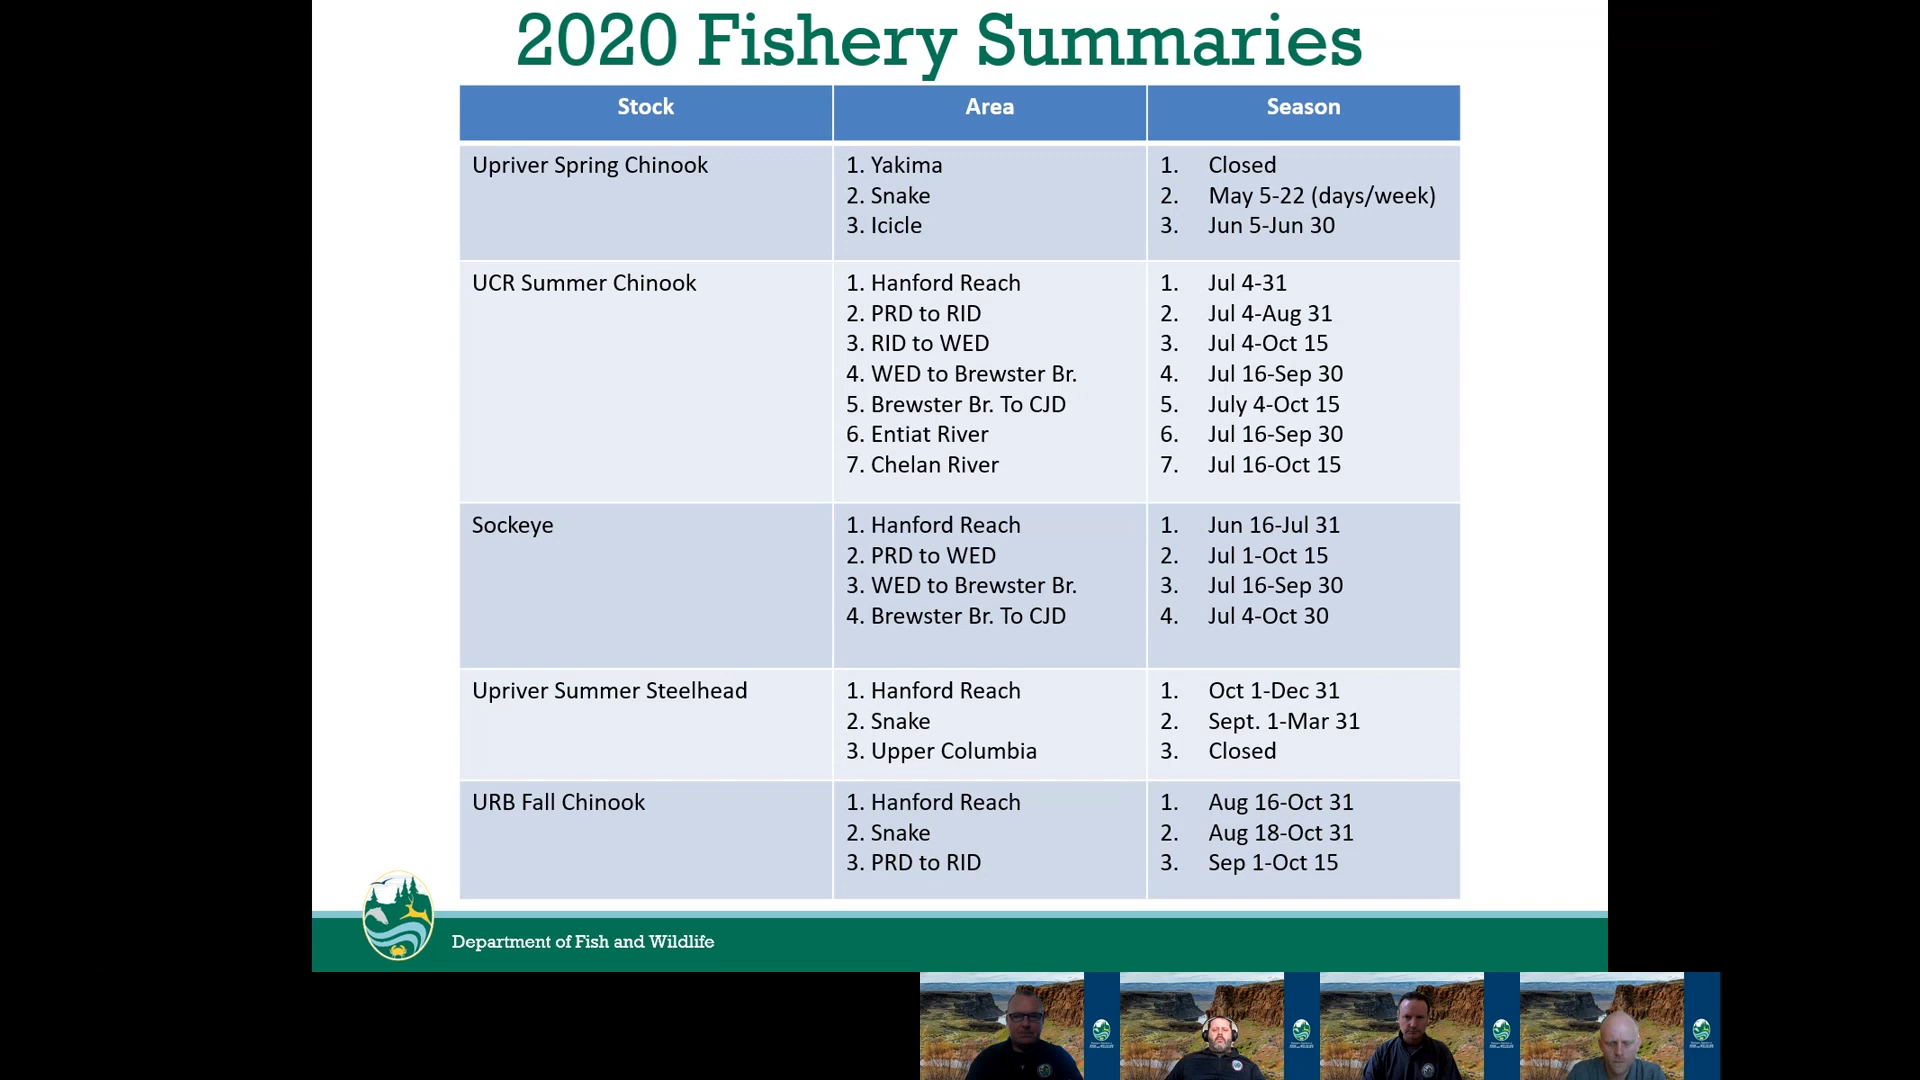 2020 Fishery Summaries
Stock
Area
Season
Upriver Spring Chinook
1. Yakima
2. Snake
3. Icicle
1. Closed
2. May 5-22 (days/week)
3. Jun 5-Jun 30
UCR Summer Chinook
1. Hanford Reach
2. PRD to RID
3. RID to WED
4. WED to Brewster Br.
5. Brewster Br. To CJD
6. Entiat River
7. Chelan River
1. Jul 4-31
2. Jul 4-Aug 31
3. Jul 4-Oct 15
4. Jul 16-Sep 30
5. July 4-Oct 15
6. Jul 16-Sep 30
7. Jul 16-Oct 15
Sockeye
1. Hanford Reach
2. PRD to WED
3. WED to Brewster Br.
4. Brewster Br. To CJD
1. Jun 16-Jul 31
2. Jul 1-Oct 15
3. Jul 16-Sep 30
4. Jul 4-Oct 30
Upriver Summer Steelhead
1. Hanford Reach
2. Snake
3. Upper Columbia
1. Oct 1-Dec 31
2. Sept. 1-Mar 31
3. Closed
URB Fall Chinook
1. Hanford Reach
2. Snake
3. PRD to RID
1. Aug 16-Oct 31
2. Aug 18-Oct 31
3. Sep 1-Oct 15
Department of Fish and Wildlife